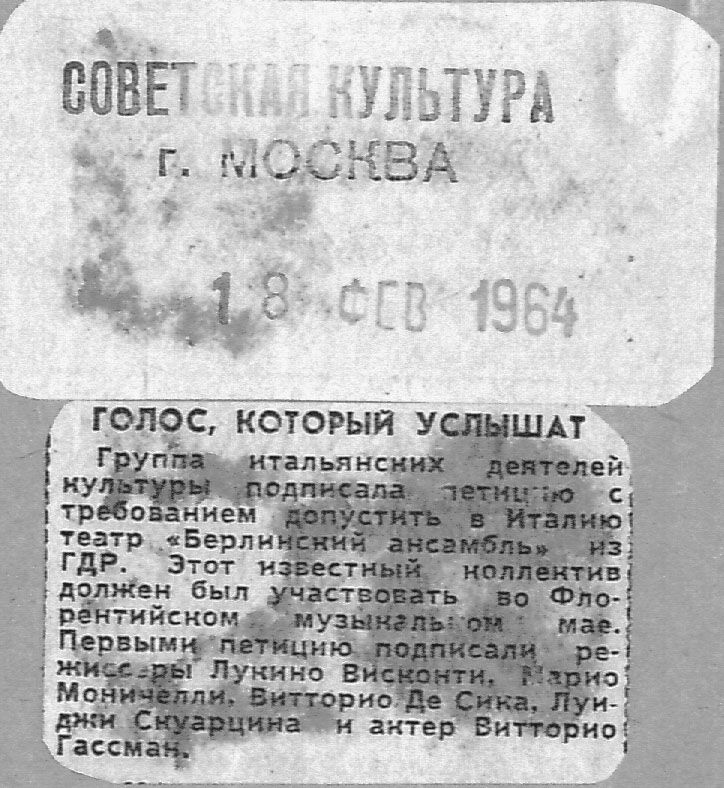 СОВЕТСКАЯ КУЛЬТУРА
г. МОСКВА
18 ФЕВ 1964
ГОЛОС, КОТОРЫЙ УСЛЫШАТ
Группа итальянских деятелей
культуры подписала петицию с
требованием допустить в Италию
театр «Берлинский ансамбль» из
ГДР. Этот известный коллектив
должен был участвовать во Фло-
рентийском музыкальном мае.
Первыми петицию подписали ре-
жиссеры Лукино Висконти, Марио
Моничелли, Витторио Де Сика, Луи-
джи Скуарцина и актер Витторио
Гассман.